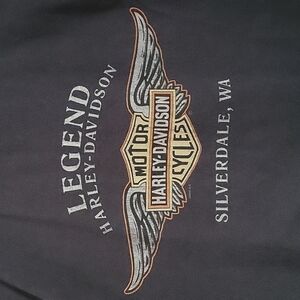 LEGEND
HARLEY-DAVIDSON
MOTOR
HARLEY-DAVIDSON
CYCLES
SILVERDALE, WA